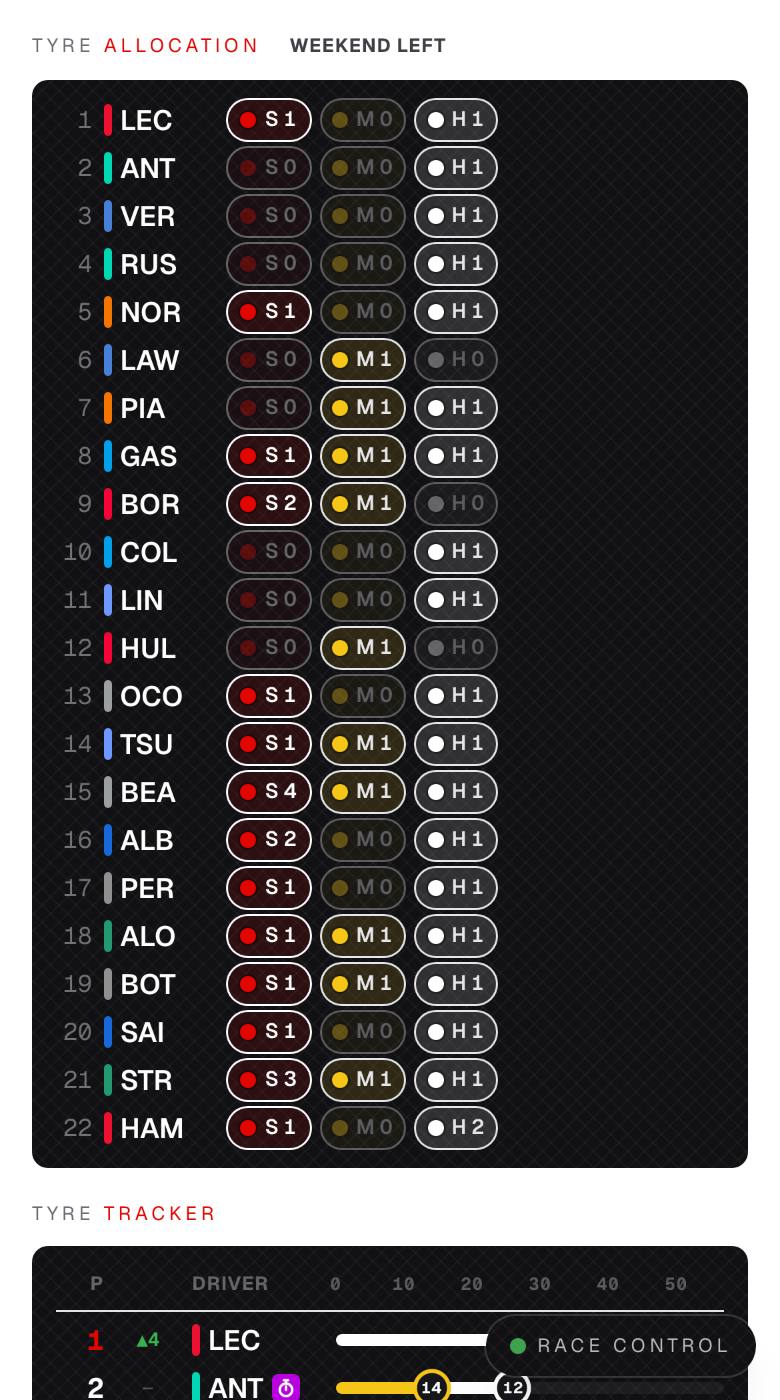 TYRE ALLOCATION WEEKEND LEFT
1 LEC S 1 M 0 H 1
2 ANT S 0 M 0 H 1
3 VER S 0 M 0 H 1
4 RUS S 0 M 0 H 1
5 NOR S 1 M 0 H 1
6 LAW S 0 M 1 H 0
7 PIA S 0 M 1 H 1
8 GAS S 1 M 1 H 1
9 BOR S 2 M 1 H 0
10 COL S 0 M 0 H 1
11 LIN S 0 M 0 H 1
12 HUL S 0 M 1 H 0
13 OCO S 1 M 0 H 1
14 TSU S 1 M 1 H 1
15 BEA S 4 M 1 H 1
16 ALB S 2 M 0 H 1
17 PER S 1 M 0 H 1
18 ALO S 1 M 1 H 1
19 BOT S 1 M 1 H 1
20 SAI S 1 M 0 H 1
21 STR S 3 M 1 H 1
22 HAM S 1 M 0 H 2
TYRE TRACKER
P DRIVER 0 10 20 30 40 50
1 ▲4 LEC RACE CONTROL
2 – ANT 14 12